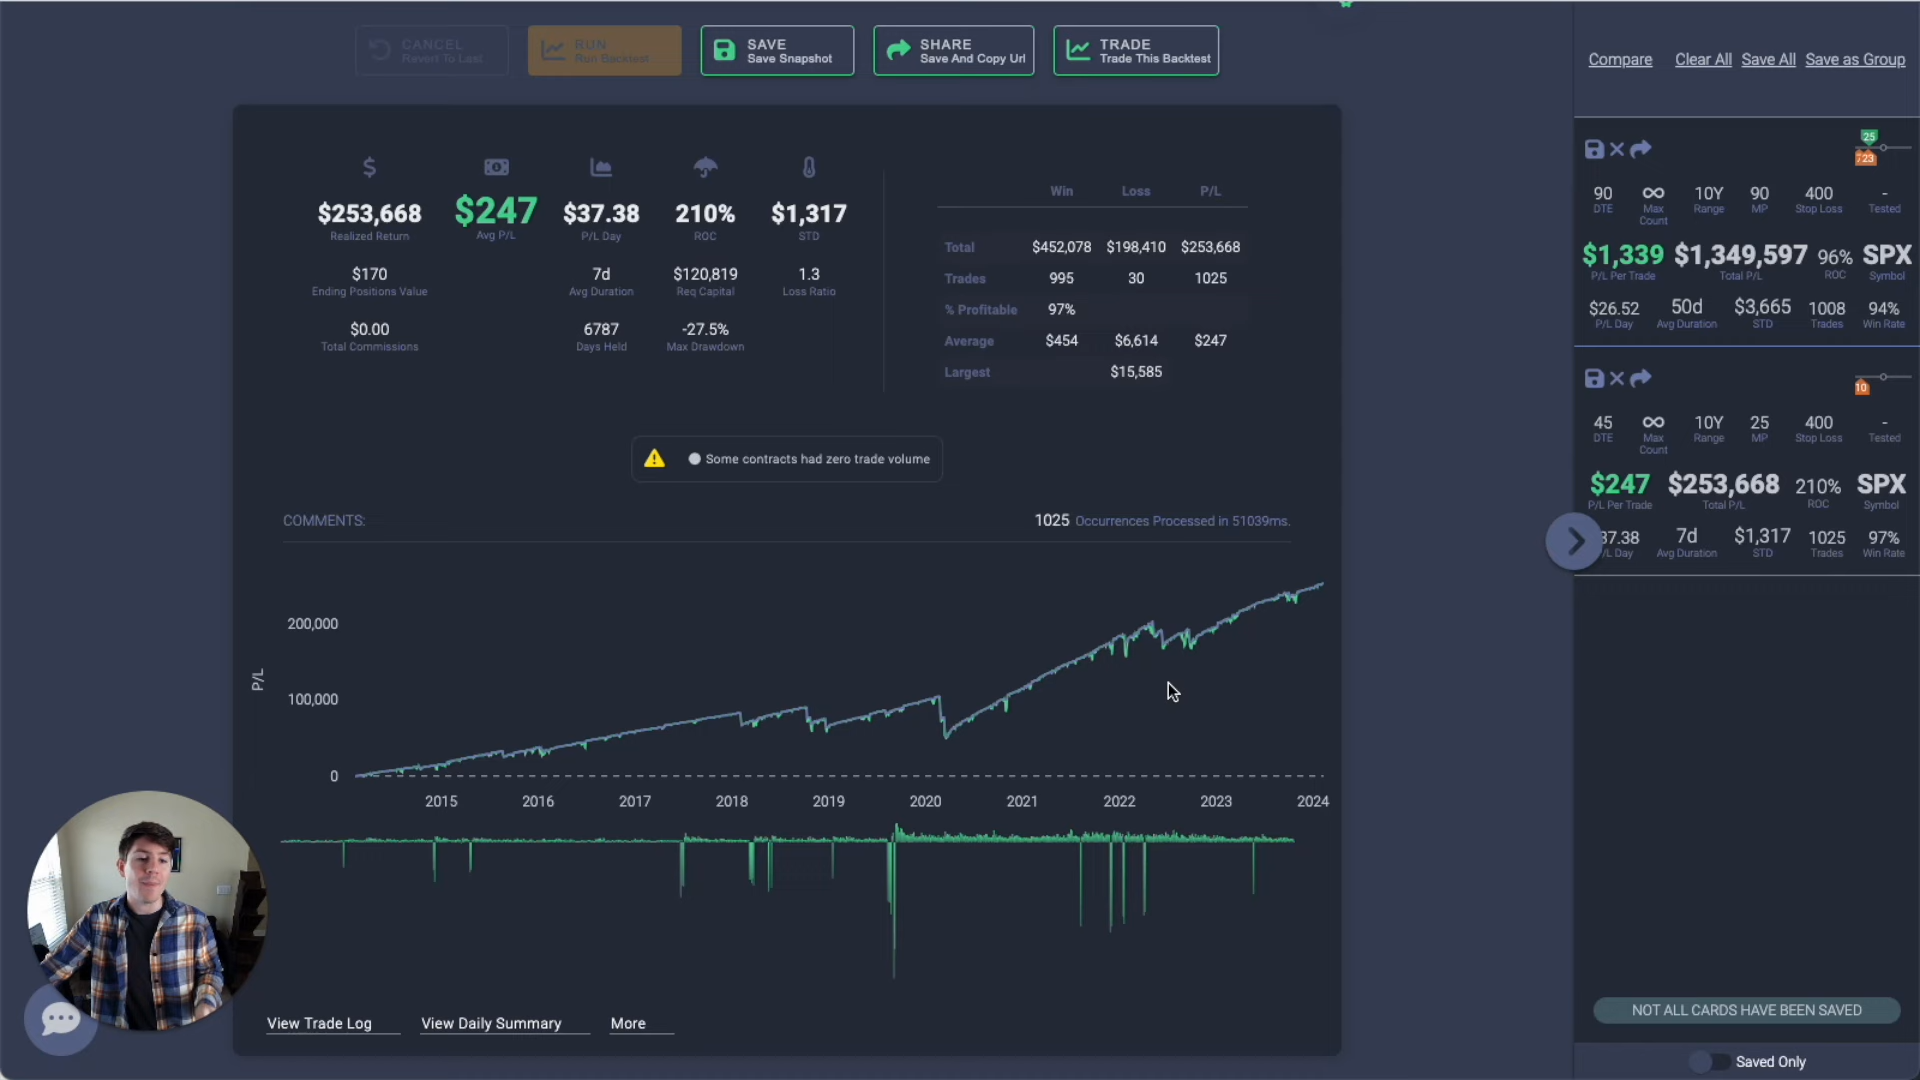 CANCEL
Revert To Last
RUN
Run Backtest
SAVE
Save Snapshot
SHARE
Save And Copy Url
TRADE
Trade This Backtest
Compare Clear All Save All Save as Group
$253,668 $247 $37.38 210% $1,317
Realized Return Avg P/L P/L Day ROC STD
$170 7d $120,819 1.3
Ending Positions Value Avg Duration Req Capital Loss Ratio
$0.00 6787 -27.5%
Total Commissions Days Held Max Drawdown
Win Loss P/L
Total $452,078 $198,410 $253,668
Trades 995 30 1025
% Profitable 97%
Average $454 $6,614 $247
Largest $15,585
Some contracts had zero trade volume
COMMENTS:
1025 Occurrences Processed in 51039ms.
P/L
200,000
100,000
0
2015 2016 2017 2018 2019 2020 2021 2022 2023 2024
View Trade Log View Daily Summary More
25
23
90 ∞ 10Y 90 400 -
DTE Max Count Range MP Stop Loss Tested
$1,339 $1,349,597 96% SPX
P/L Per Trade Total P/L ROC Symbol
$26.52 50d $3,665 1008 94%
P/L Day Avg Duration STD Trades Win Rate
10
45 ∞ 10Y 25 400 -
DTE Max Count Range MP Stop Loss Tested
$247 $253,668 210% SPX
P/L Per Trade Total P/L ROC Symbol
37.38 7d $1,317 1025 97%
/L Day Avg Duration STD Trades Win Rate
NOT ALL CARDS HAVE BEEN SAVED
Saved Only